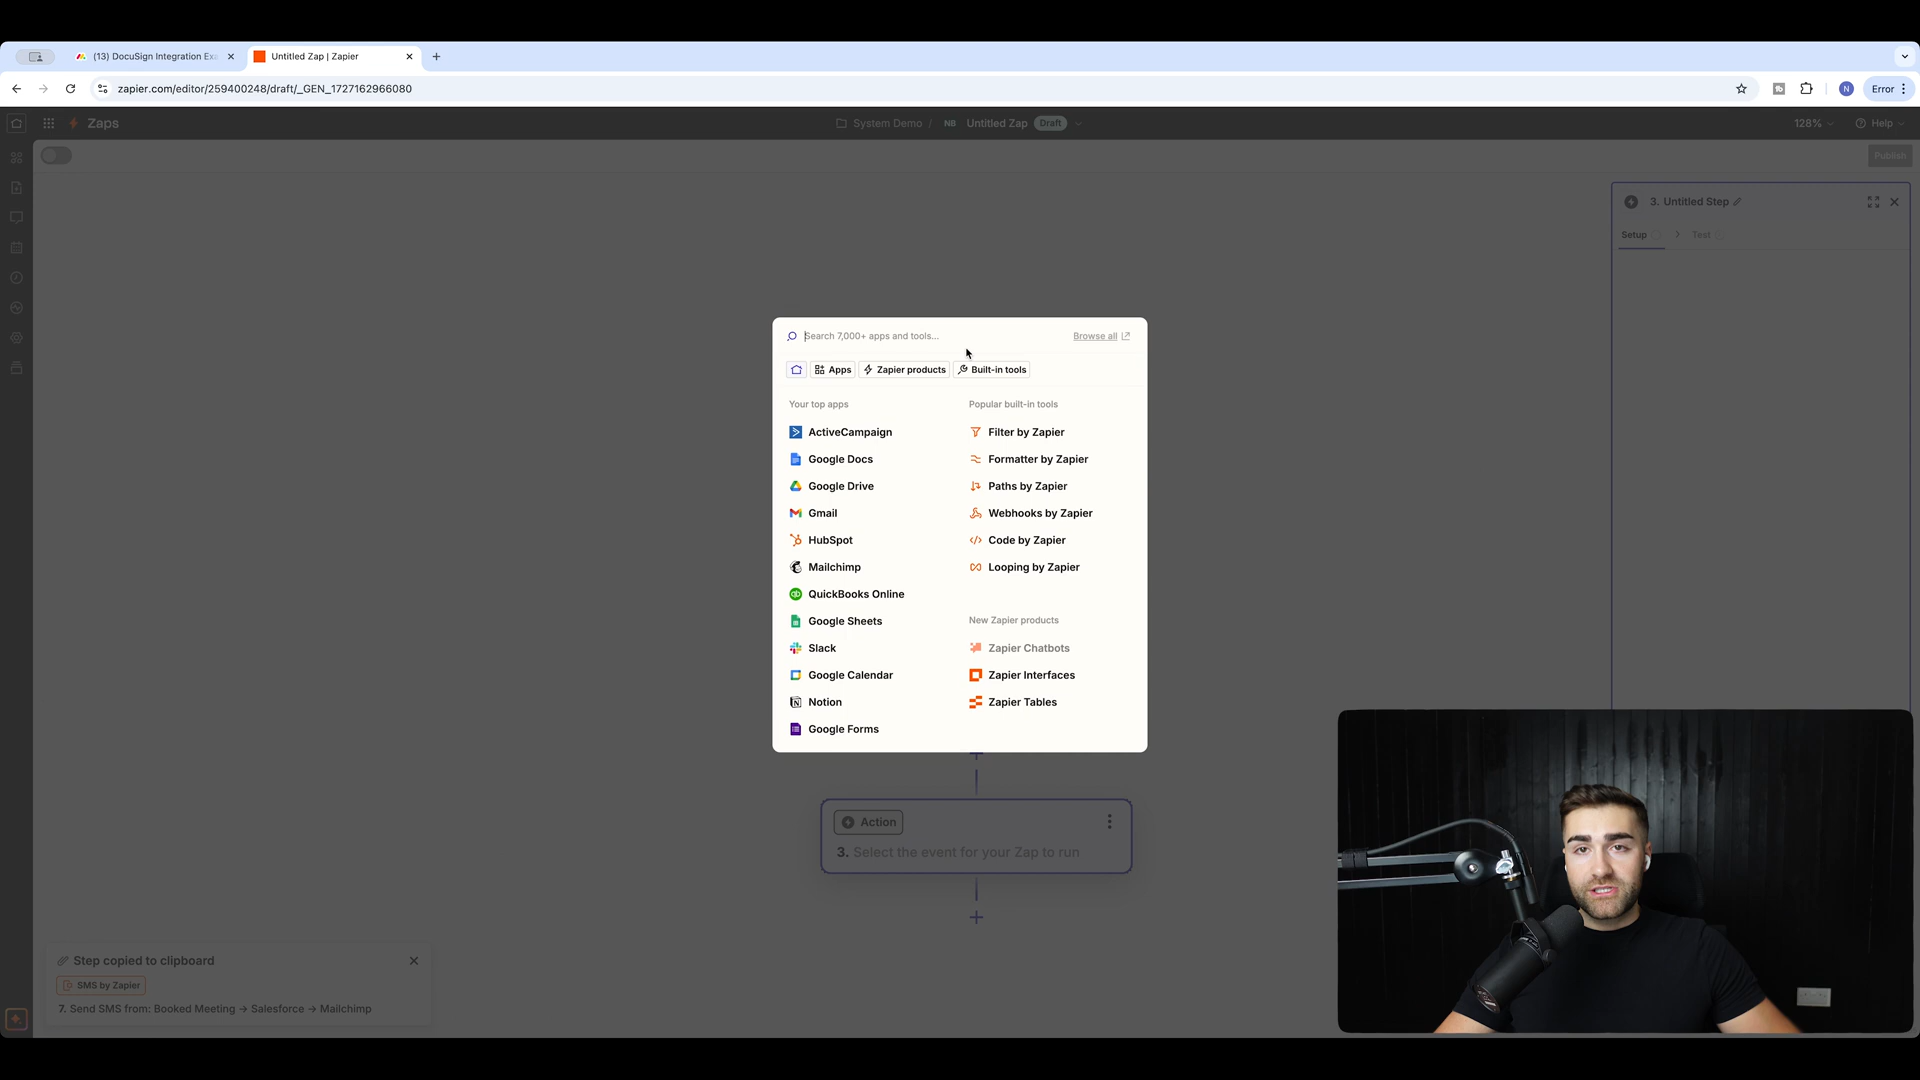 (13) DocuSign Integration Exa
Untitled Zap | Zapier
zapier.com/editor/259400248/draft/_GEN_1727162966080
N
Error
Zaps
System Demo / NB Untitled Zap Draft
128%
Help
Publish
3. Untitled Step
Setup
Test
Search 7,000+ apps and tools...
Browse all
Apps
Zapier products
Built-in tools
Your top apps
ActiveCampaign
Google Docs
Google Drive
Gmail
HubSpot
Mailchimp
QuickBooks Online
Google Sheets
Slack
Google Calendar
Notion
Google Forms
Popular built-in tools
Filter by Zapier
Formatter by Zapier
Paths by Zapier
Webhooks by Zapier
Code by Zapier
Looping by Zapier
New Zapier products
Zapier Chatbots
Zapier Interfaces
Zapier Tables
Action
3. Select the event for your Zap to run
Step copied to clipboard
SMS by Zapier
7. Send SMS from: Booked Meeting → Salesforce → Mailchimp